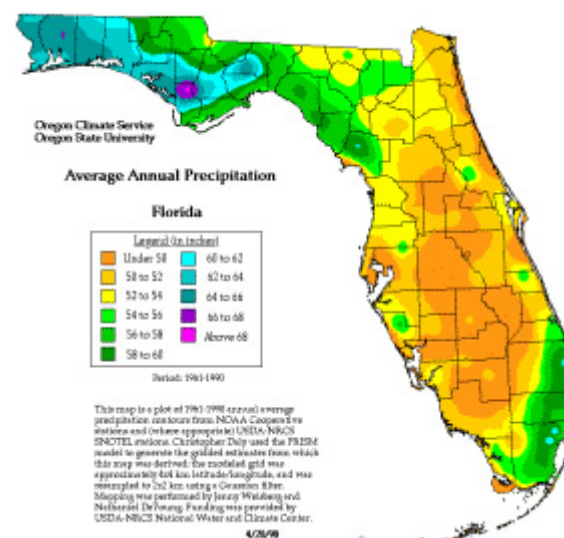 Oregon Climate Service
Oregon State University
Average Annual Precipitation
Florida
Legend (in inches)
Under 50
60 to 62
50 to 52
62 to 64
52 to 54
64 to 66
54 to 56
66 to 68
56 to 58
Above 68
58 to 60
Period: 1961-1990
This map is a plot of 1961-1990 annual average
precipitation contours from NOAA Cooperative
stations and (where appropriate) USDA-NRCS
SNOTEL stations. Christopher Daly used the PRISM
model to generate the gridded estimates from which
this map was derived; the modeled grid was
approximately 4x4 km latitude/longitude, and was
resampled to 2x2 km using a Gaussian filter.
Mapping was performed by Jenny Weisberg and
Nathaniel DeYoung. Funding was provided by
USDA-NRCS National Water and Climate Center.
4/20/98